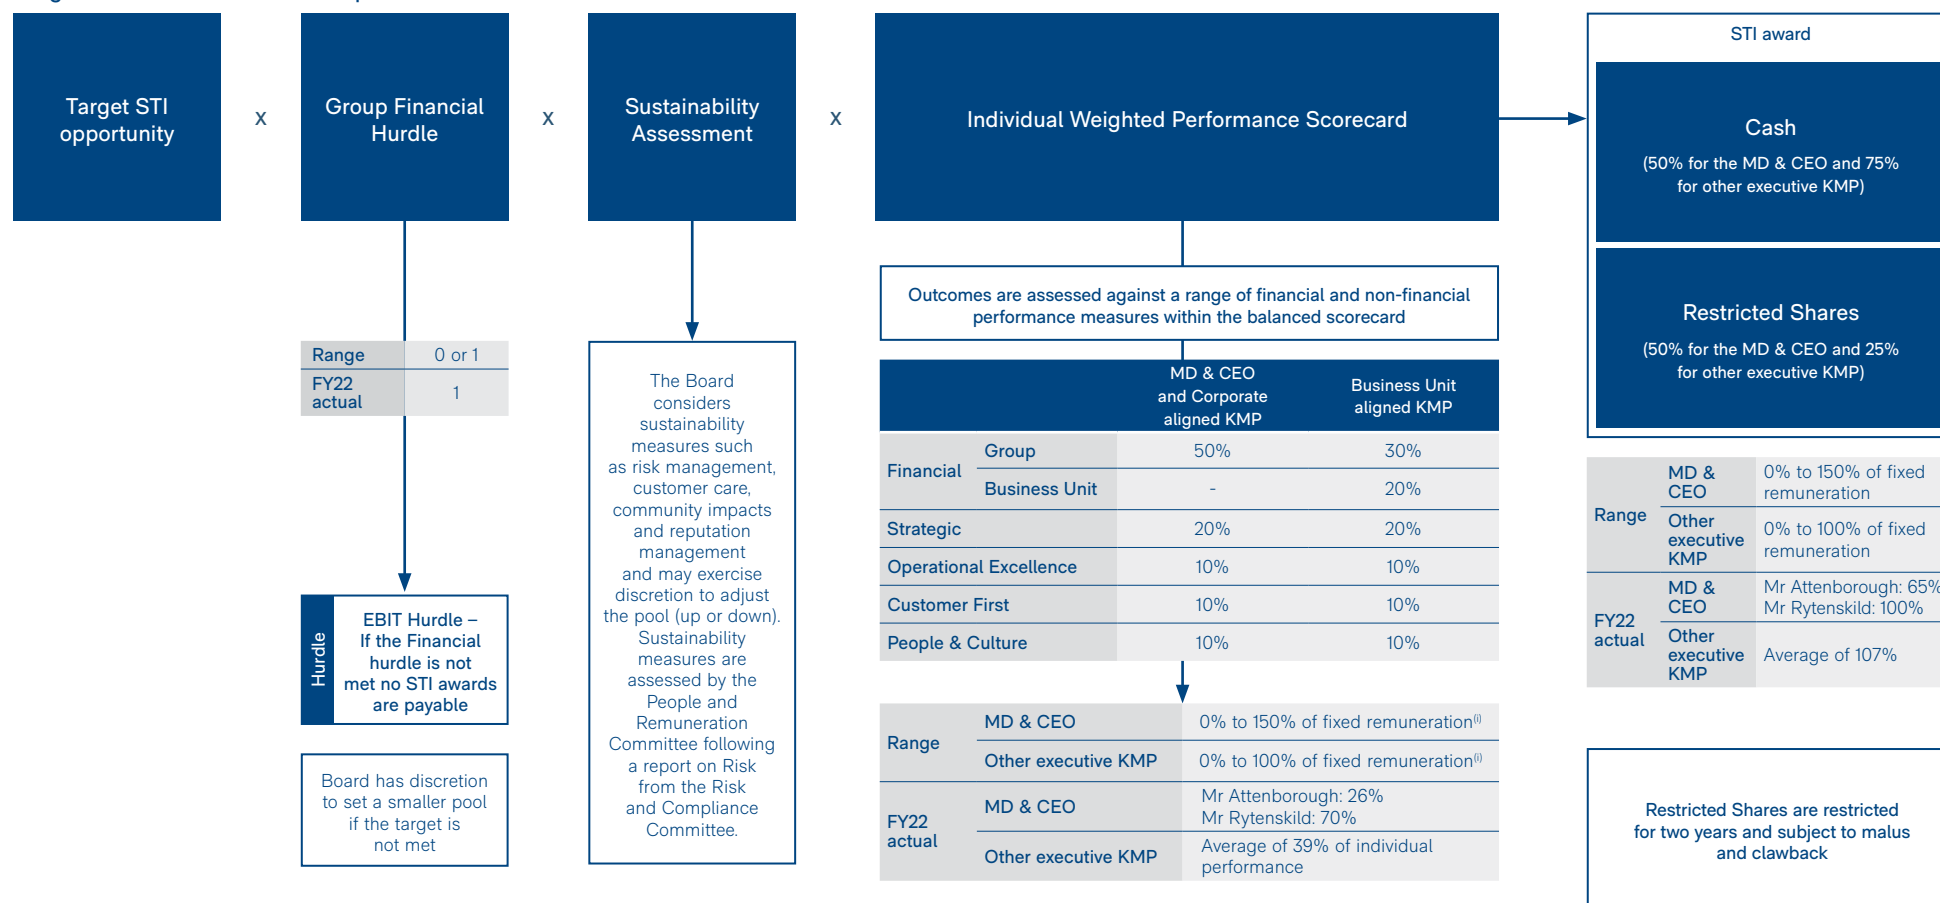 Target STI
opportunity
x
Group Financial
Hurdle
x
Sustainability
Assessment
x
Individual Weighted Performance Scorecard
STI award
Cash
(50% for the MD & CEO and 75%
for other executive KMP)
Restricted Shares
(50% for the MD & CEO and 25%
for other executive KMP)
Range 0 or 1
FY22
actual 1
Hurdle
EBIT Hurdle –
If the Financial
hurdle is not
met no STI awards
are payable
Board has discretion
to set a smaller pool
if the target is
not met
The Board
considers
sustainability
measures such
as risk management,
customer care,
community impacts
and reputation
management
and may exercise
discretion to adjust
the pool (up or down).
Sustainability
measures are
assessed by the
People and
Remuneration
Committee following
a report on Risk
from the Risk
and Compliance
Committee.
Outcomes are assessed against a range of financial and non-financial
performance measures within the balanced scorecard
MD & CEO
and Corporate
aligned KMP
Business Unit
aligned KMP
Financial
Group 50% 30%
Business Unit - 20%
Strategic 20% 20%
Operational Excellence 10% 10%
Customer First 10% 10%
People & Culture 10% 10%
Range
MD & CEO 0% to 150% of fixed remuneration(i)
Other executive KMP 0% to 100% of fixed remuneration(i)
FY22
actual
MD & CEO
Mr Attenborough: 26%
Mr Rytenskild: 70%
Other executive KMP
Average of 39% of individual
performance
Range
MD &
CEO
0% to 150% of fixed
remuneration
Other
executive
KMP
0% to 100% of fixed
remuneration
FY22
actual
MD &
CEO
Mr Attenborough: 65%
Mr Rytenskild: 100%
Other
executive
KMP
Average of 107%
Restricted Shares are restricted
for two years and subject to malus
and clawback